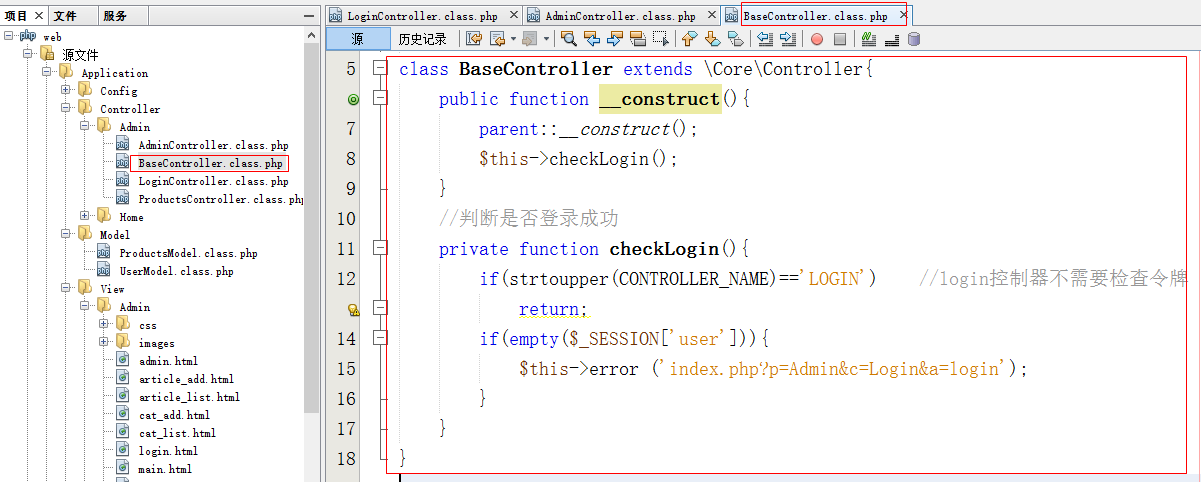 项目 文件 服务
web
源文件
Application
Config
Controller
Admin
AdminController.class.php
BaseController.class.php
LoginController.class.php
ProductsController.class.php
Home
Model
ProductsModel.class.php
UserModel.class.php
View
Admin
css
images
admin.html
article_add.html
article_list.html
cat_add.html
cat_list.html
login.html
main.html
LoginController.class.php AdminController.class.php BaseController.class.php
源 历史记录
5 class BaseController extends \Core\Controller{
public function __construct(){
7 parent::__construct();
8 $this->checkLogin();
9 }
10 //判断是否登录成功
11 private function checkLogin(){
12 if(strtoupper(CONTROLLER_NAME)=='LOGIN') //login控制器不需要检查令牌
return;
14 if(empty($_SESSION['user'])){
15 $this->error ('index.php?p=Admin&c=Login&a=login');
16 }
17 }
18 }